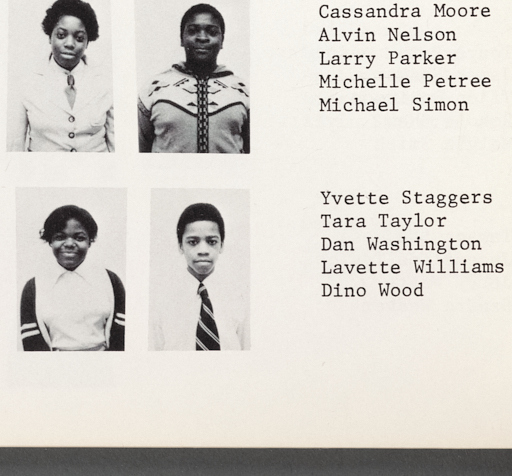 Cassandra Moore
Alvin Nelson
Larry Parker
Michelle Petree
Michael Simon
Yvette Staggers
Tara Taylor
Dan Washington
Lavette Williams
Dino Wood